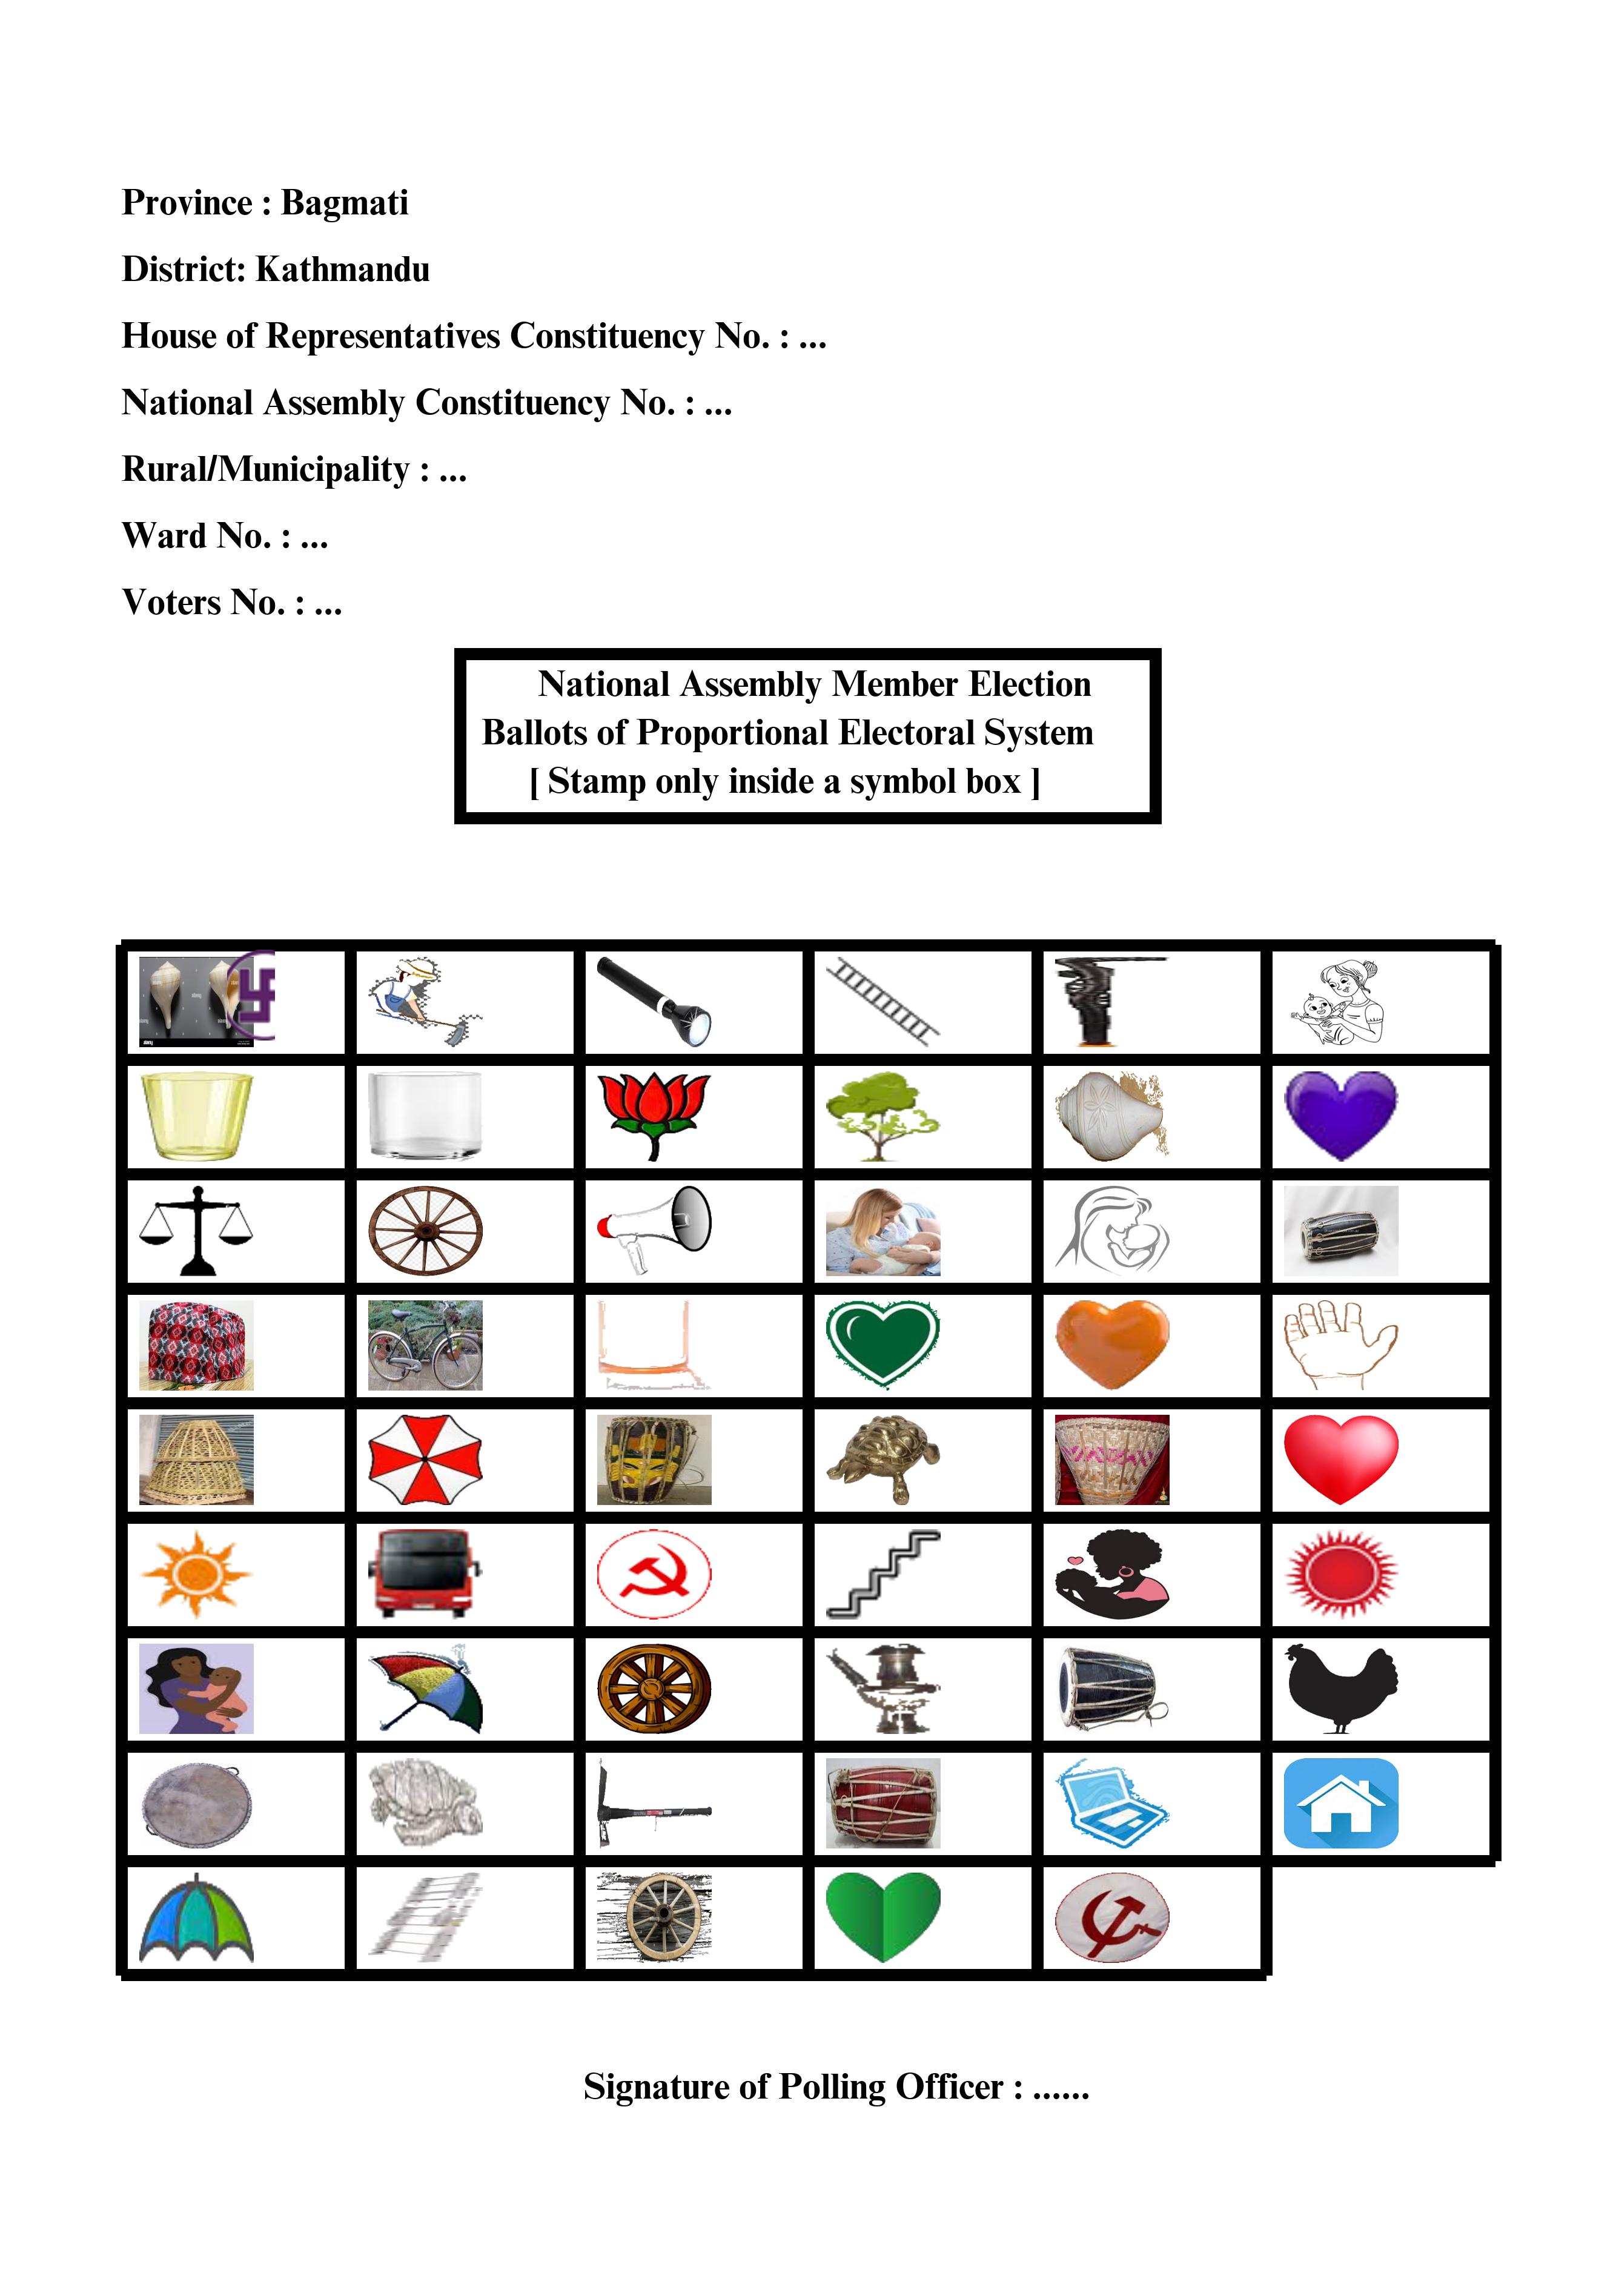 Province : Bagmati
District: Kathmandu
House of Representatives Constituency No. : ...
National Assembly Constituency No. : ...
Rural/Municipality : ...
Ward No. : ...
Voters No. : ...
National Assembly Member Election
Ballots of Proportional Electoral System
[ Stamp only inside a symbol box ]
Signature of Polling Officer : ......